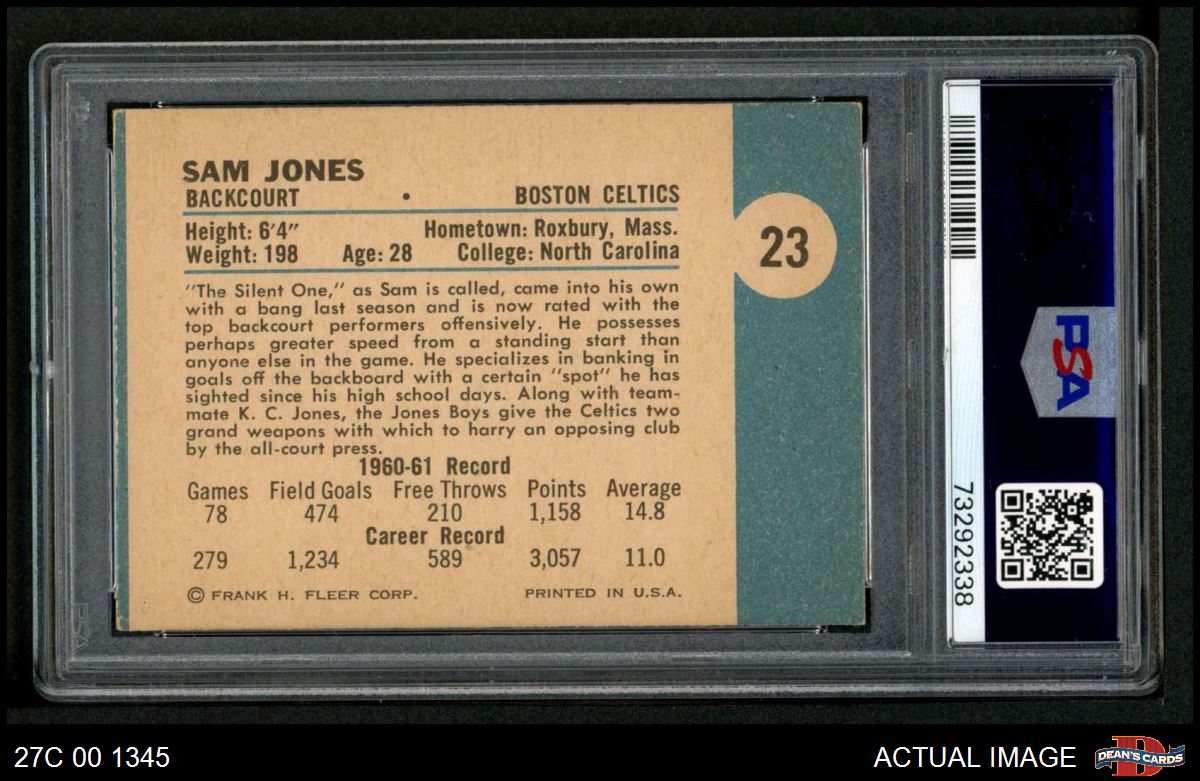 SAM JONES
BACKCOURT • BOSTON CELTICS
Height: 6'4" Hometown: Roxbury, Mass.
Weight: 198 Age: 28 College: North Carolina
"The Silent One," as Sam is called, came into his own
with a bang last season and is now rated with the
top backcourt performers offensively. He possesses
perhaps greater speed from a standing start than
anyone else in the game. He specializes in banking in
goals off the backboard with a certain "spot" he has
sighted since his high school days. Along with team-
mate K. C. Jones, the Jones Boys give the Celtics two
grand weapons with which to harry an opposing club
by the all-court press.
1960-61 Record
Games Field Goals Free Throws Points Average
78 474 210 1,158 14.8
Career Record
279 1,234 589 3,057 11.0
© FRANK H. FLEER CORP. PRINTED IN U.S.A.
23
PSA
73292338
27C 00 1345
ACTUAL IMAGE
D
DEAN'S CARDS